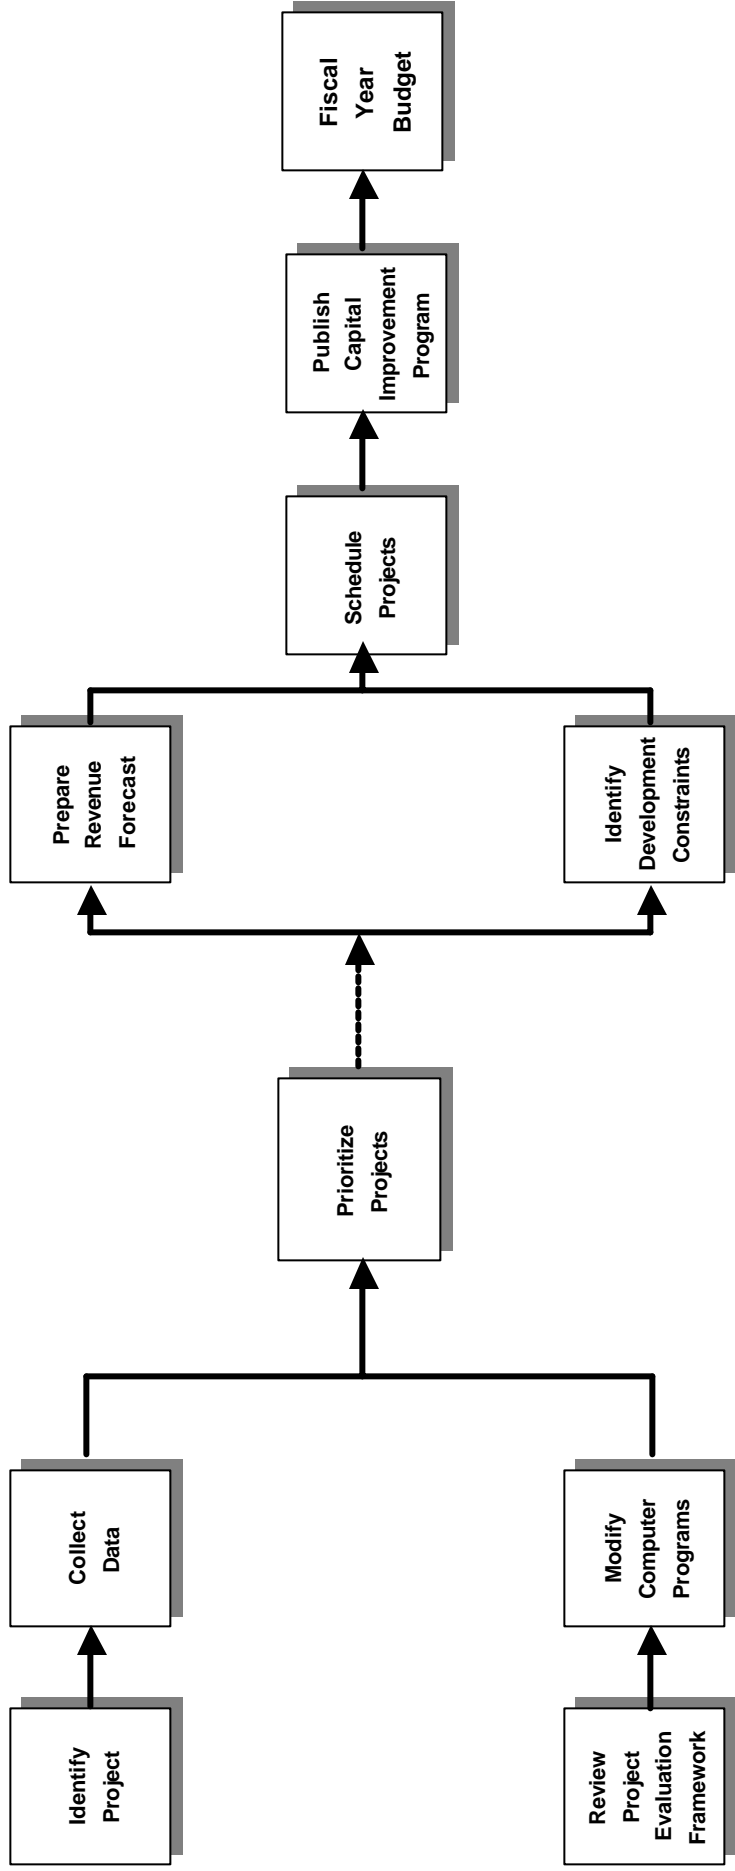 Identify
Project
Collect
Data
Review
Project
Evaluation
Framework
Modify
Computer
Programs
Prioritize
Projects
Prepare
Revenue
Forecast
Identify
Development
Constraints
Schedule
Projects
Publish
Capital
Improvement
Program
Fiscal
Year
Budget